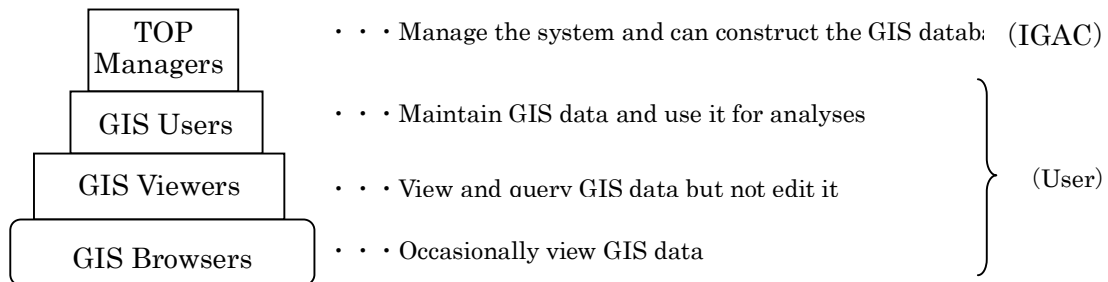 TOP
Managers
・・・Manage the system and can construct the GIS datab
(IGAC)
GIS Users
・・・Maintain GIS data and use it for analyses
GIS Viewers
・・・View and query GIS data but not edit it
(User)
GIS Browsers
・・・Occasionally view GIS data